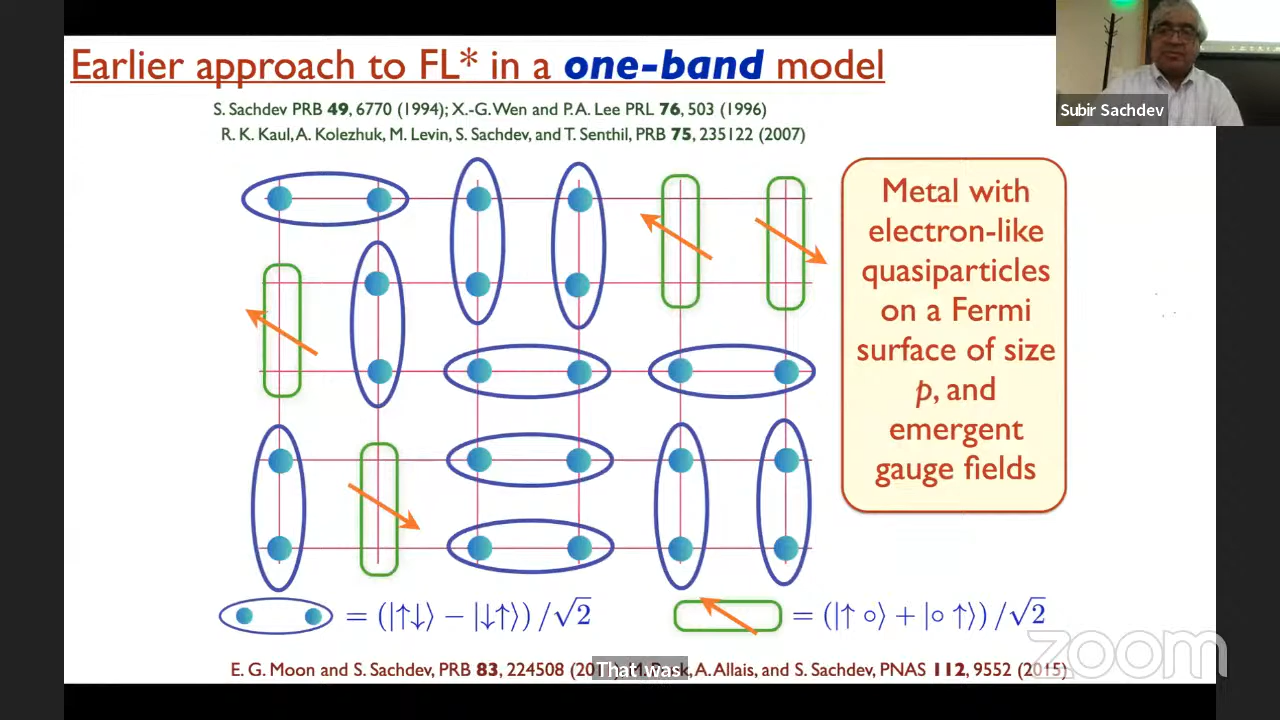 Earlier approach to FL* in a one-band model
S. Sachdev PRB 49, 6770 (1994); X.-G. Wen and P. A. Lee PRL 76, 503 (1996)
R. K. Kaul, A. Kolezhuk, M. Levin, S. Sachdev, and T. Senthil, PRB 75, 235122 (2007)
Subir Sachdev
Metal with
electron-like
quasiparticles
on a Fermi
surface of size
p, and
emergent
gauge fields
= (|↑↓⟩ − |↓↑⟩) /√2
= (|↑ ∘⟩ + |∘ ↑⟩) /√2
zoom
E. G. Moon and S. Sachdev, PRB 83, 224508 A. Allais, and S. Sachdev, PNAS 112, 9552 (2015)
That was